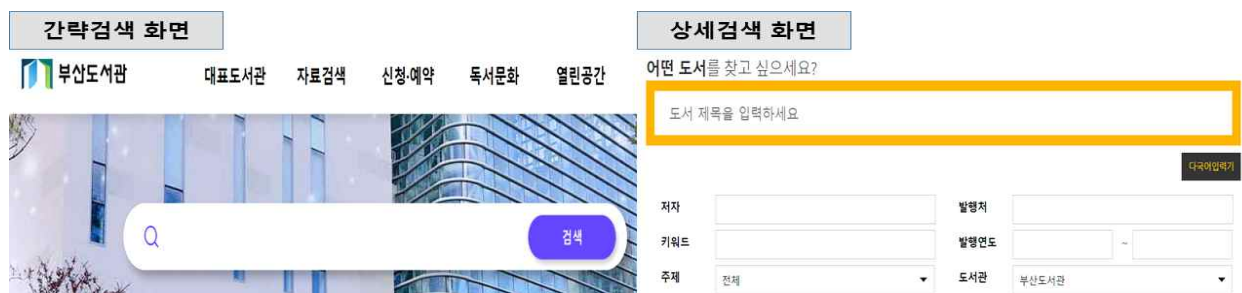 간략검색 화면
부산도서관 대표도서관 자료검색 신청·예약 독서문화 열린공간
검색
상세검색 화면
어떤 도서를 찾고 싶으세요?
도서 제목을 입력하세요
다국어입력기
저자 발행처
키워드 발행연도 ~
주제 전체 도서관 부산도서관